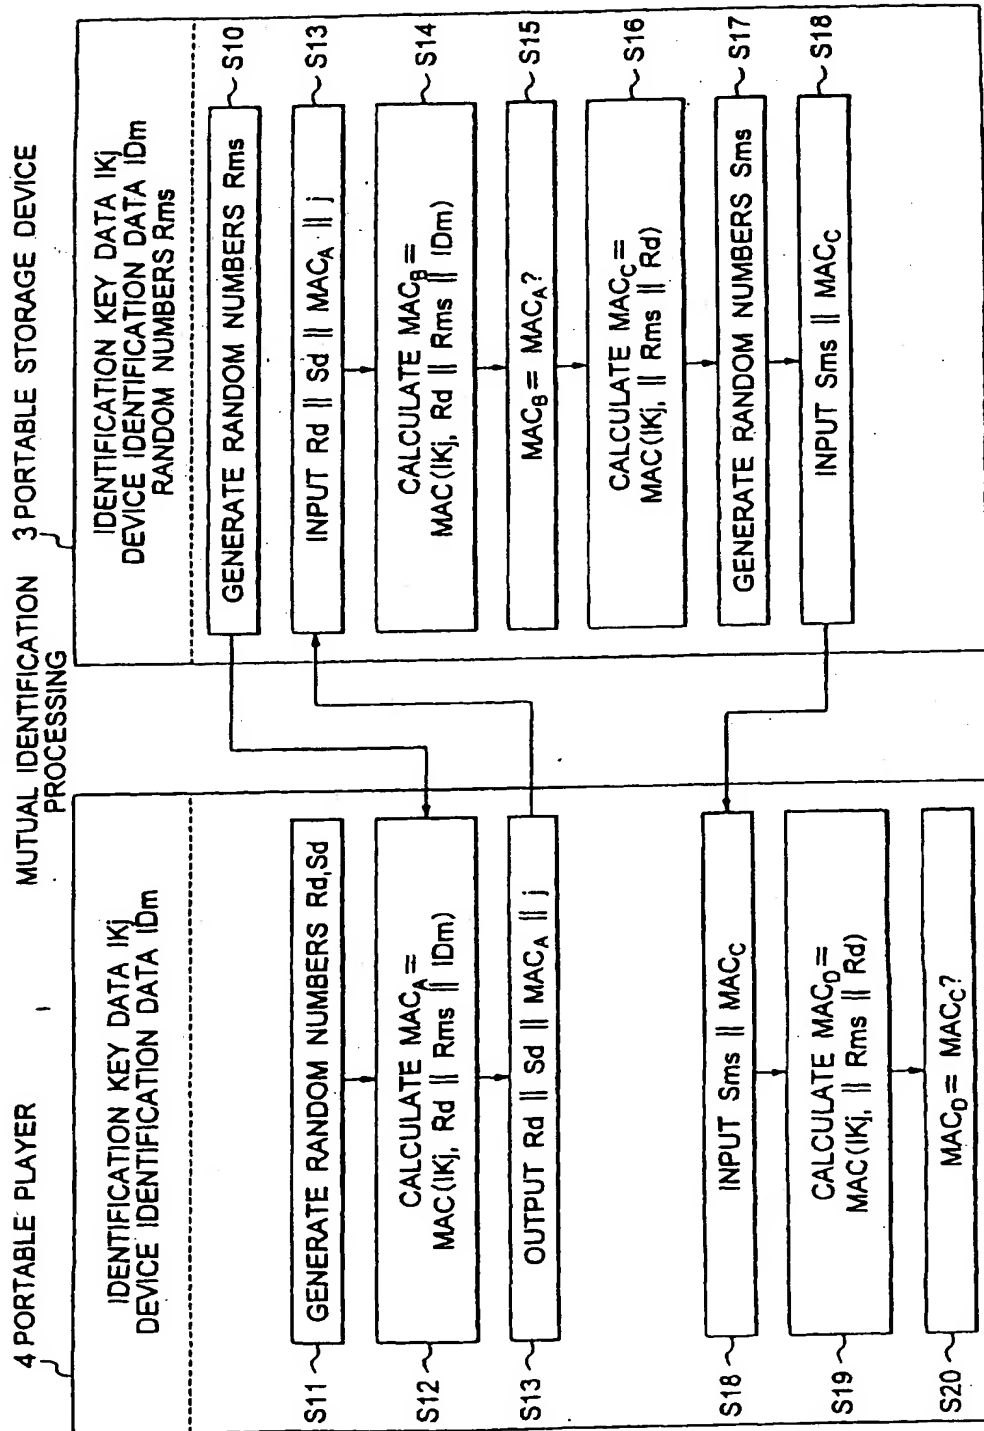 4 PORTABLE PLAYER
MUTUAL IDENTIFICATION
PROCESSING
3 PORTABLE STORAGE DEVICE
IDENTIFICATION KEY DATA IKj
DEVICE IDENTIFICATION DATA IDm
S11
GENERATE RANDOM NUMBERS Rd,Sd
S12
CALCULATE MACA =
MAC(IKj, Rd || Rms || IDm)
S13
OUTPUT Rd || Sd || MACA || j
S18
INPUT Sms || MACC
S19
CALCULATE MACD =
MAC(IKj, || Rms || Rd)
S20
MACD = MACC?
IDENTIFICATION KEY DATA IKj
DEVICE IDENTIFICATION DATA IDm
RANDOM NUMBERS Rms
GENERATE RANDOM NUMBERS Rms
S10
INPUT Rd || Sd || MACA || j
S13
CALCULATE MACB =
MAC(IKj, Rd || Rms || IDm)
S14
MACB = MACA?
S15
CALCULATE MACC =
MAC(IKj, || Rms || Rd)
S16
GENERATE RANDOM NUMBERS Sms
S17
INPUT Sms || MACC
S18